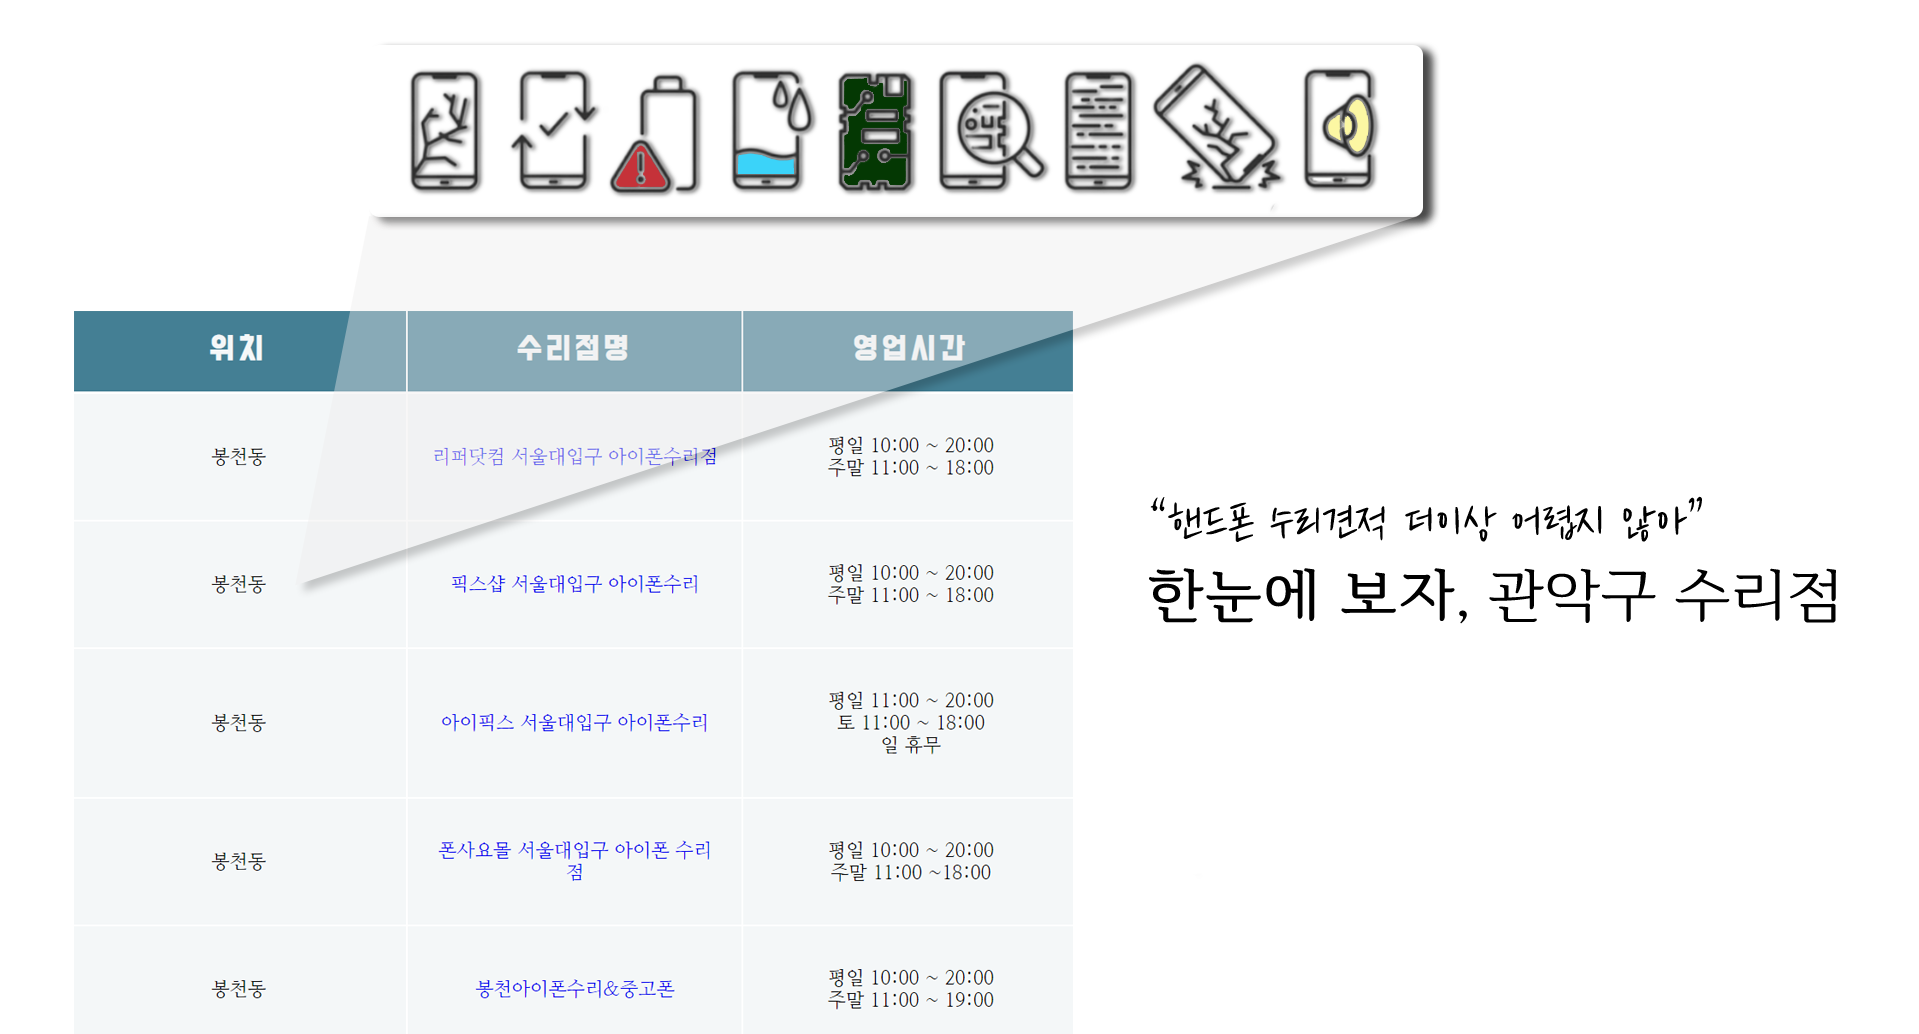 위치 수리점명 영업시간
봉천동 리퍼닷컴 서울대입구 아이폰수리점 평일 10:00 ~ 20:00
주말 11:00 ~ 18:00
봉천동 픽스샵 서울대입구 아이폰수리 평일 10:00 ~ 20:00
주말 11:00 ~ 18:00
봉천동 아이픽스 서울대입구 아이폰수리 평일 11:00 ~ 20:00
토 11:00 ~ 18:00
일 휴무
봉천동 폰사요몰 서울대입구 아이폰 수리
점
평일 10:00 ~ 20:00
주말 11:00 ~18:00
봉천동 봉천아이폰수리&중고폰 평일 10:00 ~ 20:00
주말 11:00 ~ 19:00
“핸드폰 수리견적 더이상 어렵지 않아”
한눈에 보자, 관악구 수리점